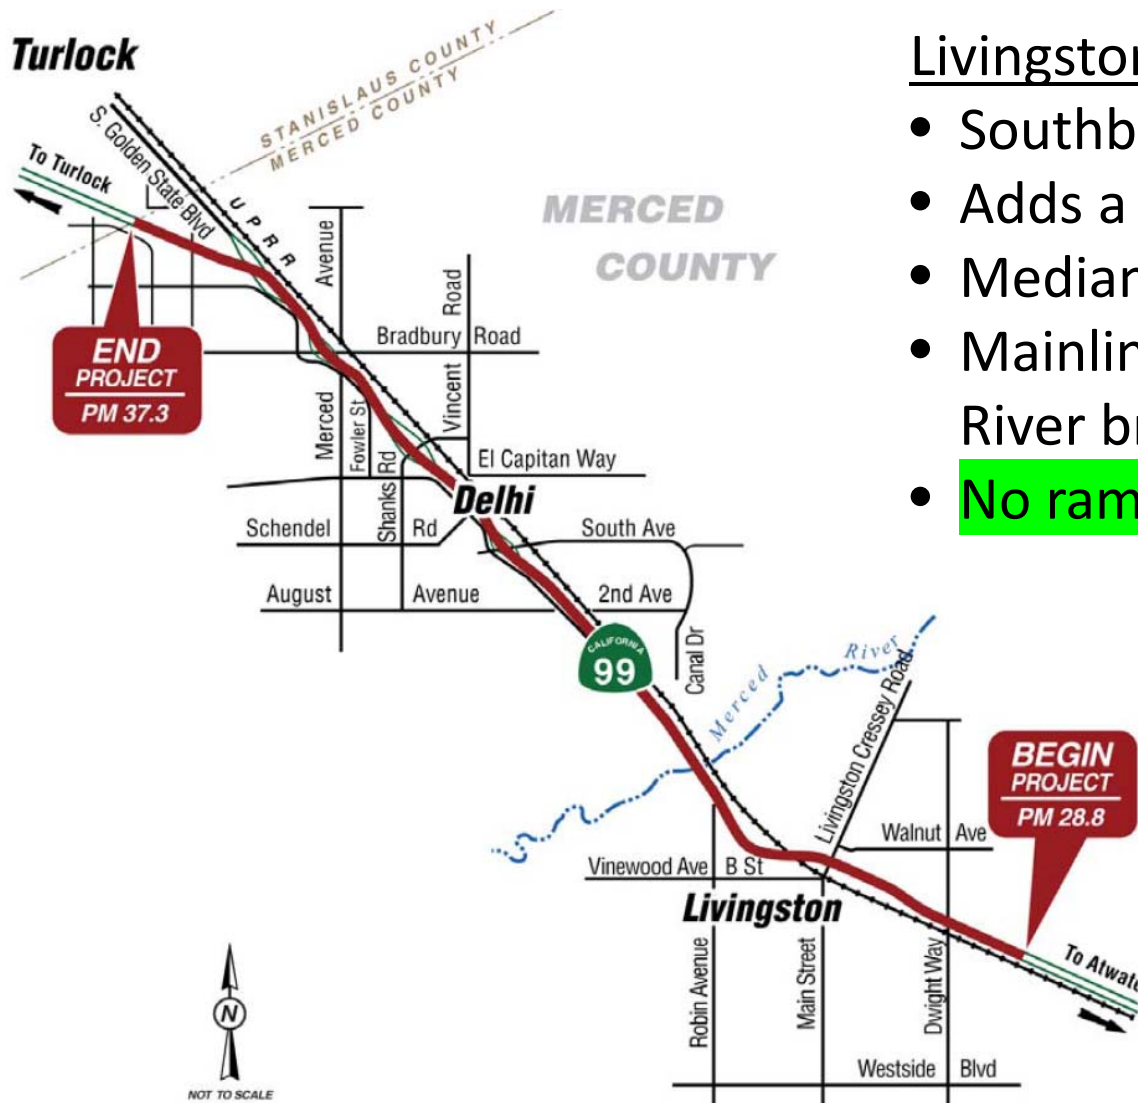 Turlock
STANISLAUS COUNTY
MERCED COUNTY
S. Golden State Blvd
To Turlock
U P R R
MERCED
COUNTY
Avenue
Road
Bradbury Road
END
PROJECT
PM 37.3
Merced
Fowler St
Vincent
Shanks Rd
El Capitan Way
Delhi
Schendel Rd
South Ave
August Avenue
2nd Ave
Canal Dr
CALIFORNIA
99
Merced River
Livingston Cressey Road
BEGIN
PROJECT
PM 28.8
Walnut Ave
Vinewood Ave
B St
Livingston
Robin Avenue
Main Street
Dwight Way
To Atwate
Westside Blvd
N
NOT TO SCALE
Livingston
• Southb
• Adds a
• Median
• Mainlin
River br
• No ram